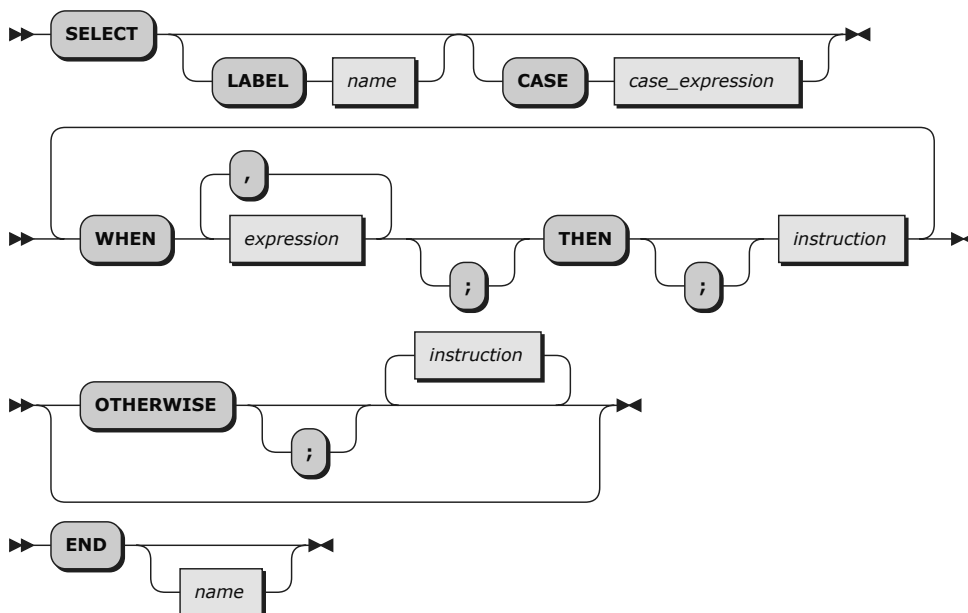 SELECT
LABEL name CASE case_expression
,
WHEN expression THEN instruction
; ;
instruction
OTHERWISE
;
END
name